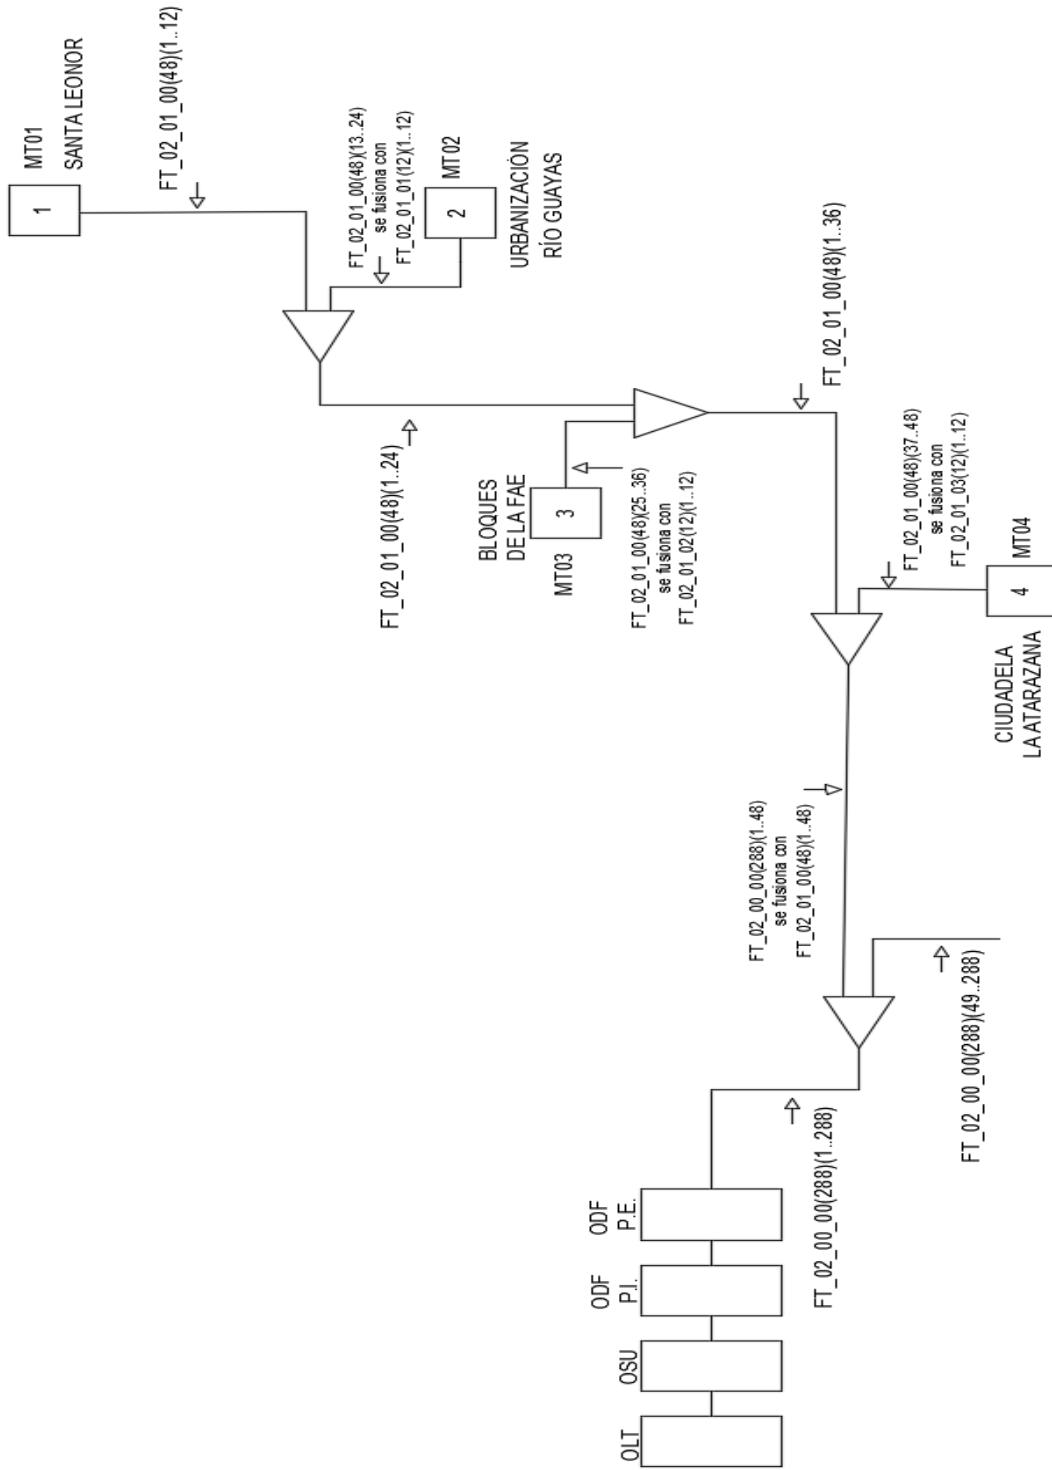 MT01
SANTA LEONOR
1
FT_02_01_00(48)(1..12)
FT_02_01_00(48)(13..24)
se fusiona con
FT_02_01_01(12)(1..12)
2
MT02
URBANIZACIÓN
RÍO GUAYAS
FT_02_01_00(48)(1..24)
BLOQUES
DE LA FAE
3
MT03
FT_02_01_00(48)(25..36)
se fusiona con
FT_02_01_02(12)(1..12)
FT_02_01_00(48)(1..36)
FT_02_01_00(48)(37..48)
se fusiona con
FT_02_01_03(12)(1..12)
4
MT04
CIUDADELA
LA ATARAZANA
FT_02_00_00(288)(1..48)
se fusiona con
FT_02_01_00(48)(1..48)
FT_02_00_00(288)(49..288)
FT_02_00_00(288)(1..288)
ODF
P.E.
ODF
P.I.
OSU
OLT